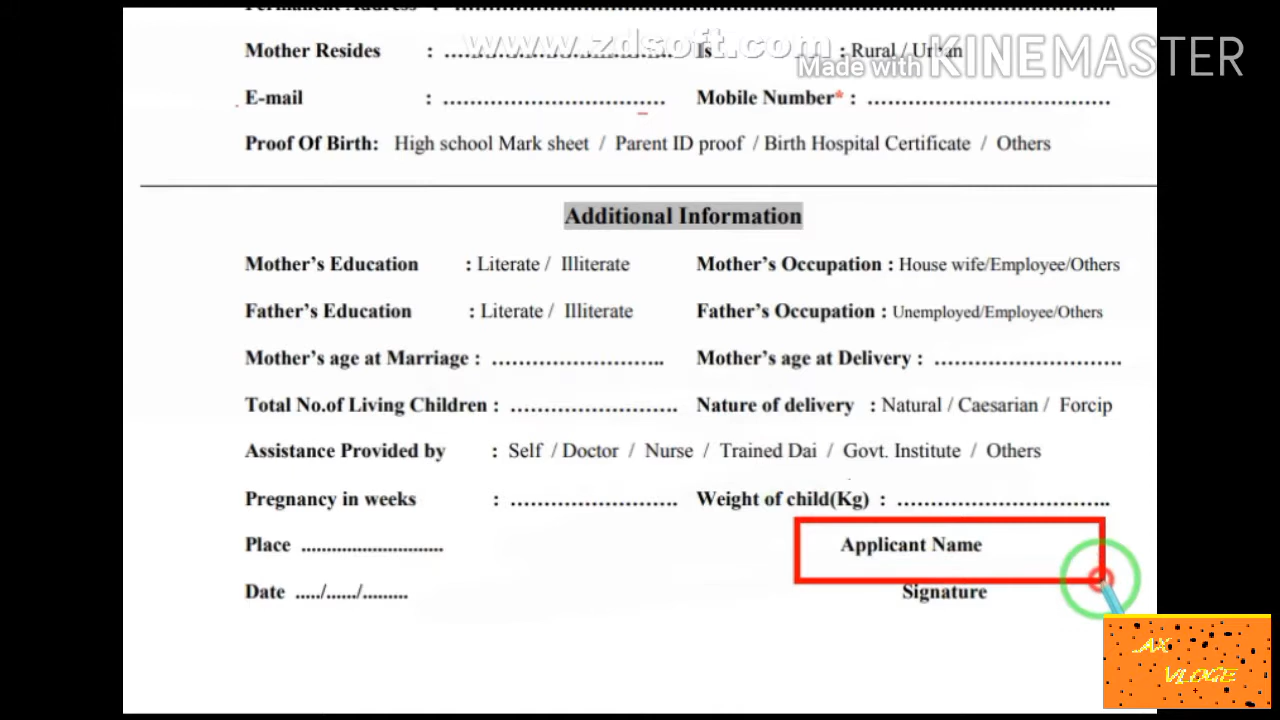 Permanent Address : ........................................................................................................
Mother Resides : ....................................... Is : Rural / Urban
www.zdsoft.com
Made with KINEMASTER
E-mail : ...................................... Mobile Number* : .........................................
Proof Of Birth: High school Mark sheet / Parent ID proof / Birth Hospital Certificate / Others
Additional Information
Mother's Education : Literate / Illiterate Mother's Occupation : House wife/Employee/Others
Father's Education : Literate / Illiterate Father's Occupation : Unemployed/Employee/Others
Mother's age at Marriage : ............................ Mother's age at Delivery : ...............................
Total No.of Living Children : ............................ Nature of delivery : Natural / Caesarian / Forcip
Assistance Provided by : Self / Doctor / Nurse / Trained Dai / Govt. Institute / Others
Pregnancy in weeks : ............................ Weight of child(Kg) : ....................................
Place ............................ Applicant Name
Date ...../....../......... Signature
AX
VLOGE